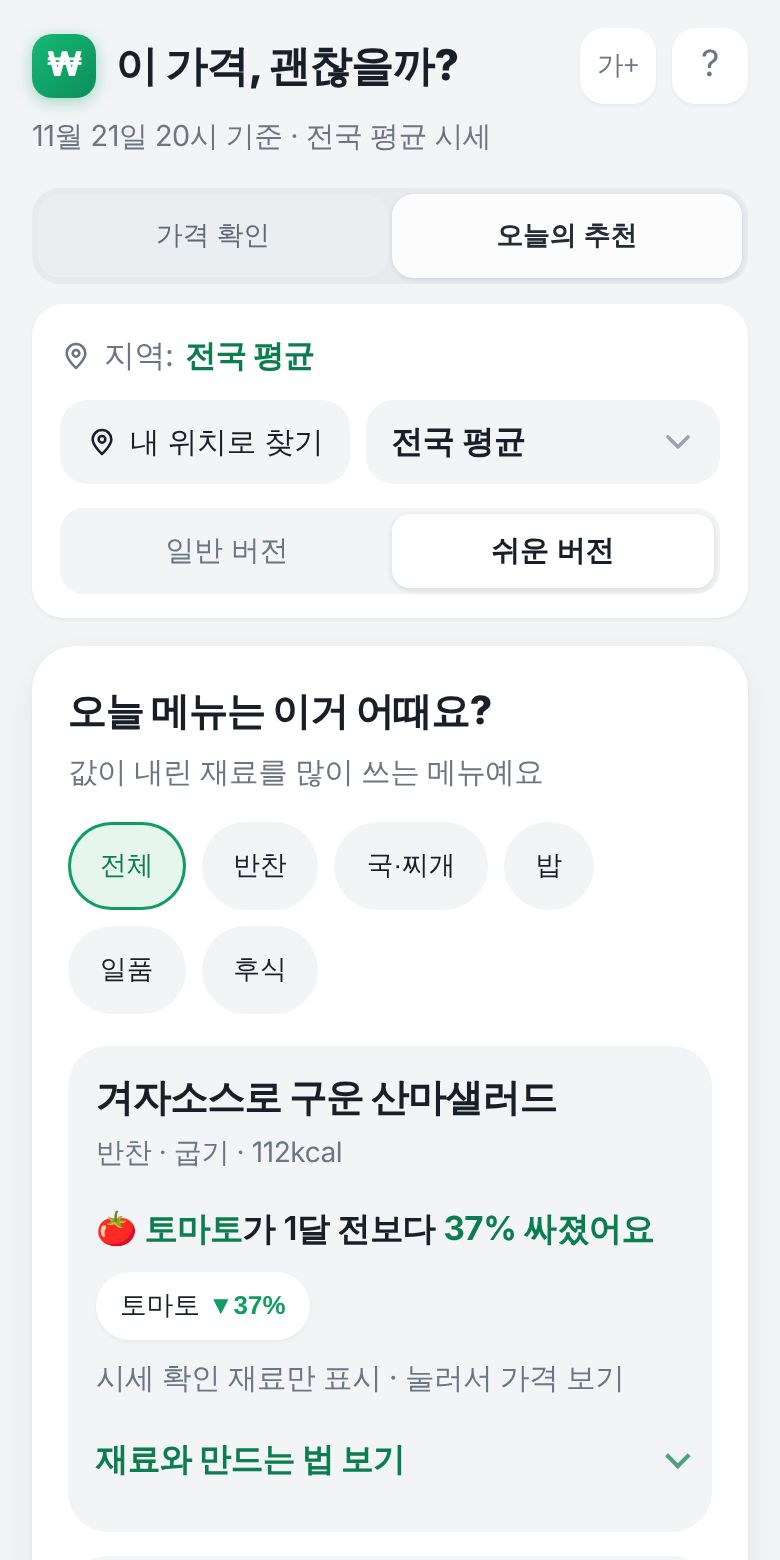 ₩ 이 가격, 괜찮을까? 가+ ?
11월 21일 20시 기준 · 전국 평균 시세
가격 확인 오늘의 추천
지역: 전국 평균
내 위치로 찾기 전국 평균
일반 버전 쉬운 버전
오늘 메뉴는 이거 어때요?
값이 내린 재료를 많이 쓰는 메뉴예요
전체 반찬 국·찌개 밥
일품 후식
겨자소스로 구운 산마샐러드
반찬 · 굽기 · 112kcal
🍅 토마토가 1달 전보다 37% 싸졌어요
토마토 ▼37%
시세 확인 재료만 표시 · 눌러서 가격 보기
재료와 만드는 법 보기